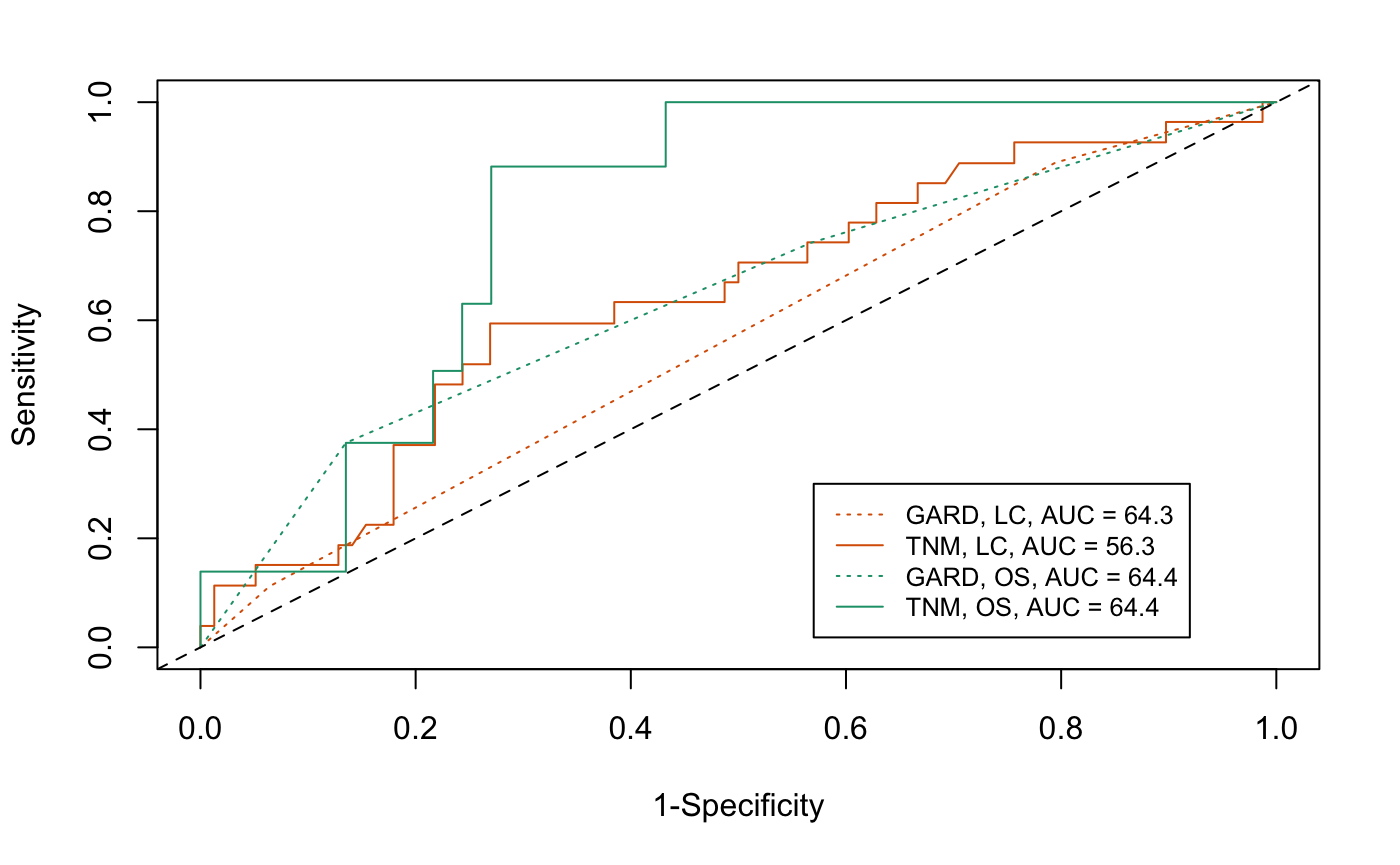 Sensitivity
1.0
0.8
0.6
0.4
0.2
0.0
GARD, LC, AUC = 64.3
TNM, LC, AUC = 56.3
GARD, OS, AUC = 64.4
TNM, OS, AUC = 64.4
0.0 0.2 0.4 0.6 0.8 1.0
1-Specificity